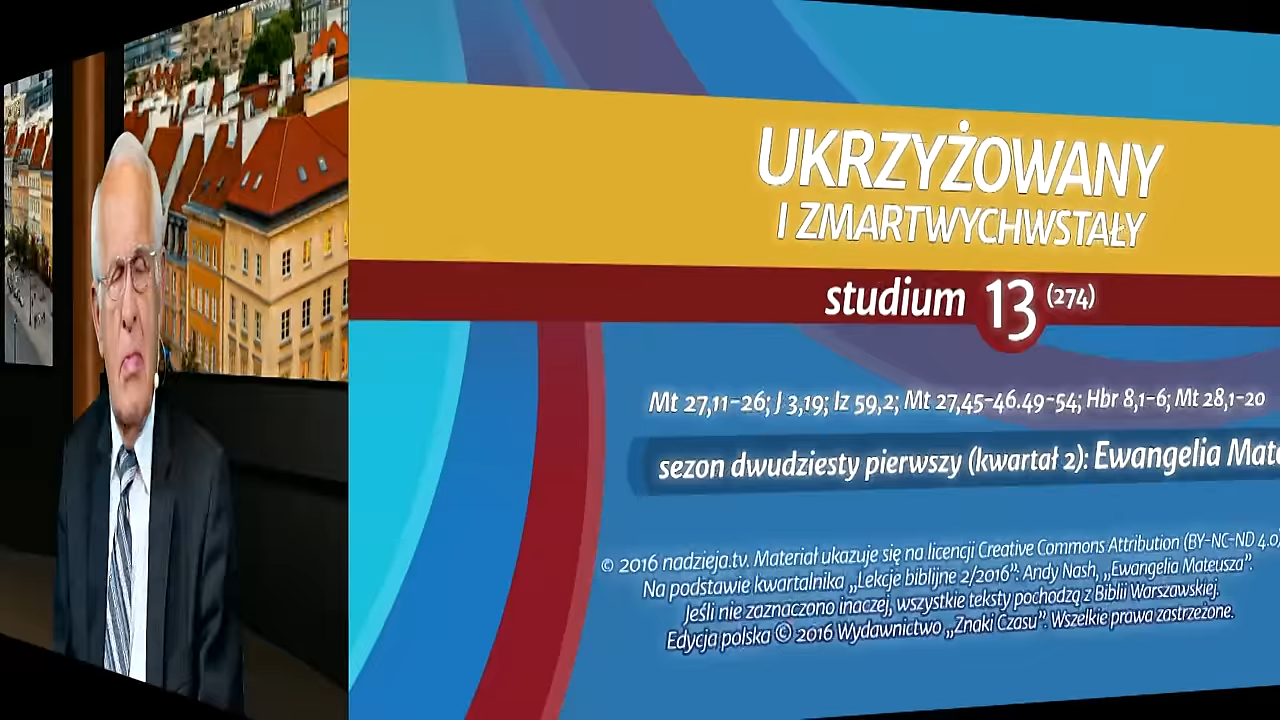 UKRZYŻOWANY
I ZMARTWYCHWSTAŁY
studium 13 (274)
Mt 27,11-26; J 3,19; Iz 59,2; Mt 27,45-46.49-54; Hbr 8,1-6; Mt 28,1-20
sezon dwudziesty pierwszy (kwartał 2): Ewangelia
© 2016 nadzieja.tv. Materiał ukazuje się na licencji Creative Commons Attribution (BY-NC-ND 4.0)
Na podstawie kwartalnika „Lekcje biblijne 2/2016”: Andy Nash, „Ewangelia Mateusza”.
Jeśli nie zaznaczono inaczej, wszystkie teksty pochodzą z Biblii Warszawskiej.
Edycja polska © 2016 Wydawnictwo „Znaki Czasu”. Wszelkie prawa zastrzeżone.